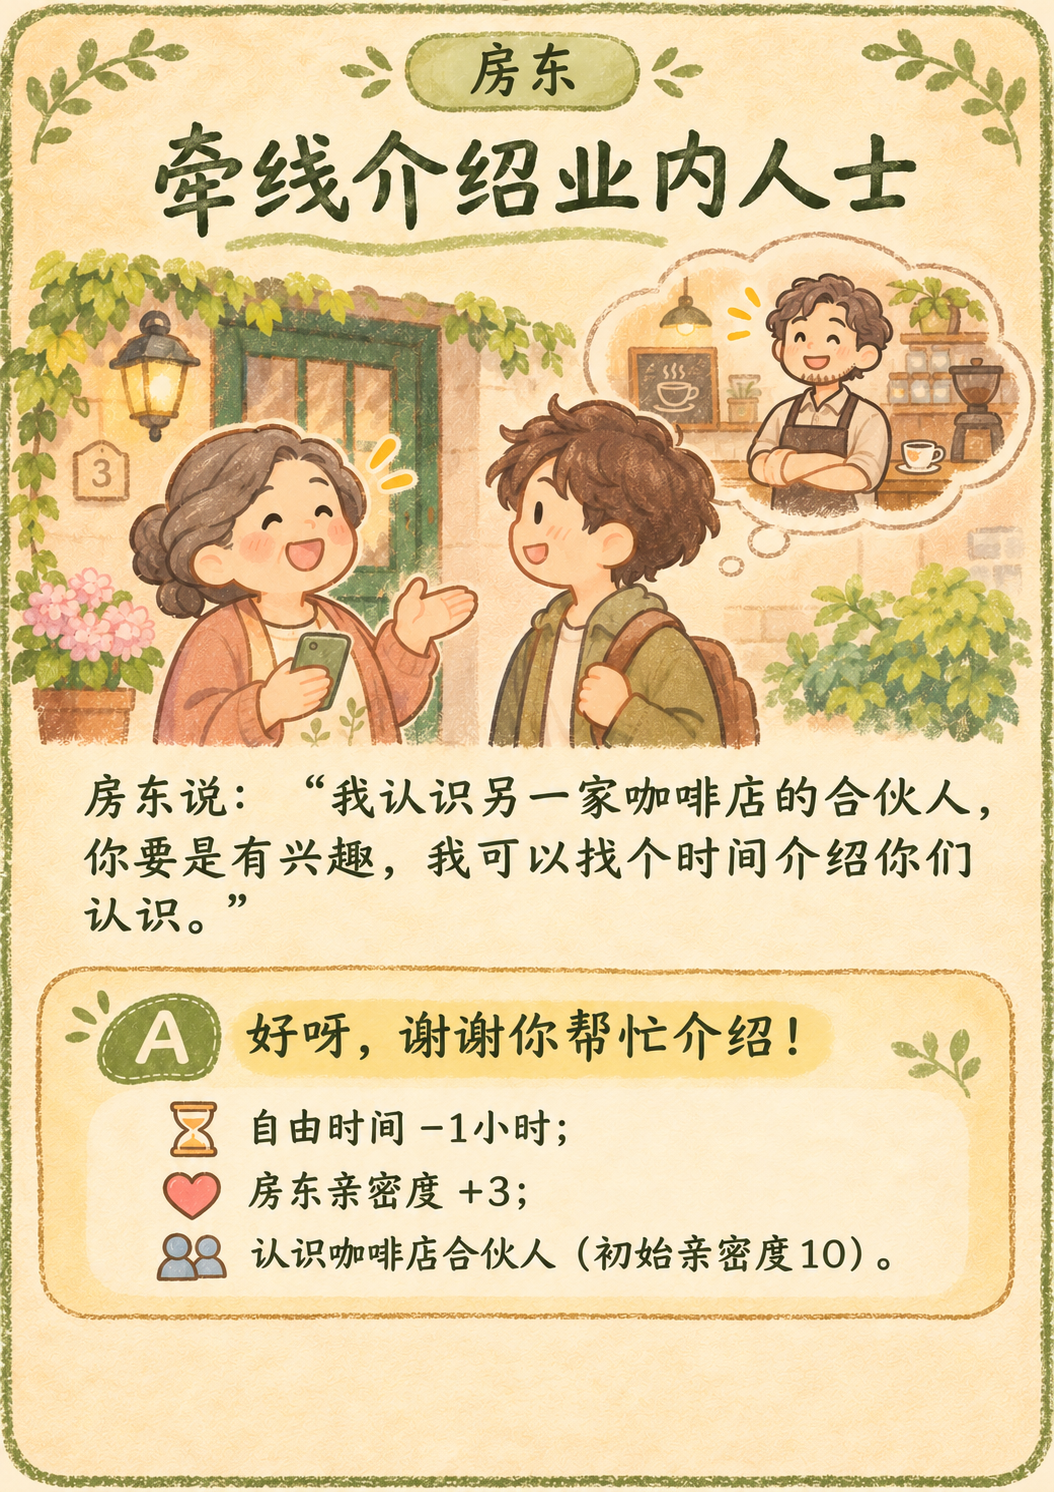 房东
牵线介绍业内人士
3
房东说：“我认识另一家咖啡店的合伙人，
你要是有兴趣，我可以找个时间介绍你们
认识。”
A 好呀，谢谢你帮忙介绍！
自由时间 −1小时；
房东亲密度 +3；
认识咖啡店合伙人（初始亲密度10）。